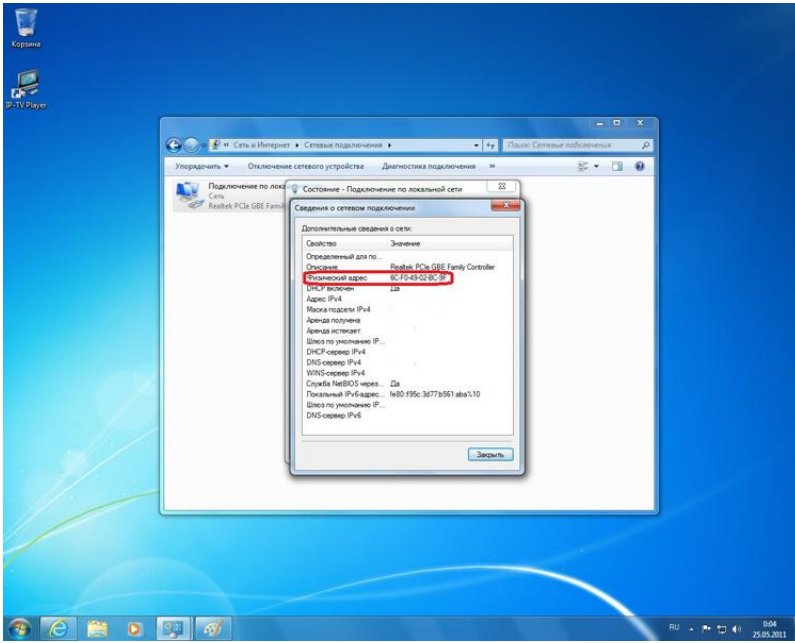 Корзина
IP-TV Player
Сеть и Интернет
Сетевые подключения
Поиск: Сетевые подключения
Упорядочить
Отключение сетевого устройства
Диагностика подключения
»
Подключение по лока
Сеть
Realtek PCIe GBE Famil
Состояние - Подключение по локальной сети
Сведения о сетевом подключении
Дополнительные сведения о сети:
Свойство Значение
Определенный для по...
Описание Realtek PCIe GBE Family Controller
Физический адрес 6C-F0-49-02-BC-9F
DHCP включен Да
Адрес IPv4
Маска подсети IPv4
Аренда получена
Аренда истекает
Шлюз по умолчанию IP...
DHCP-сервер IPv4
DNS-сервер IPv4
WINS-сервер IPv4
Служба NetBIOS через... Да
Локальный IPv6-адрес... fe80::f95c:3d77:b561:aba%10
Шлюз по умолчанию IP...
DNS-сервер IPv6
Закрыть
RU
0:04
25.05.2011